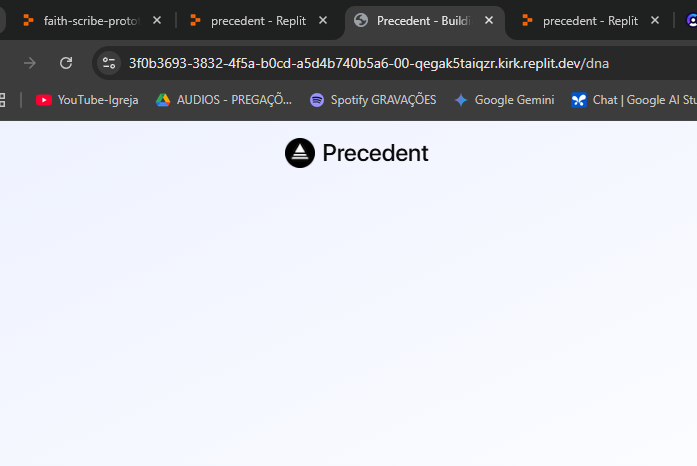 faith-scribe-proto
precedent - Replit
Precedent - Buildi
precedent - Replit
3f0b3693-3832-4f5a-b0cd-a5d4b740b5a6-00-qegak5taiqzr.kirk.replit.dev/dna
YouTube-Igreja
AUDIOS - PREGAÇÕ...
Spotify GRAVAÇÕES
Google Gemini
Chat | Google AI Stu
Precedent